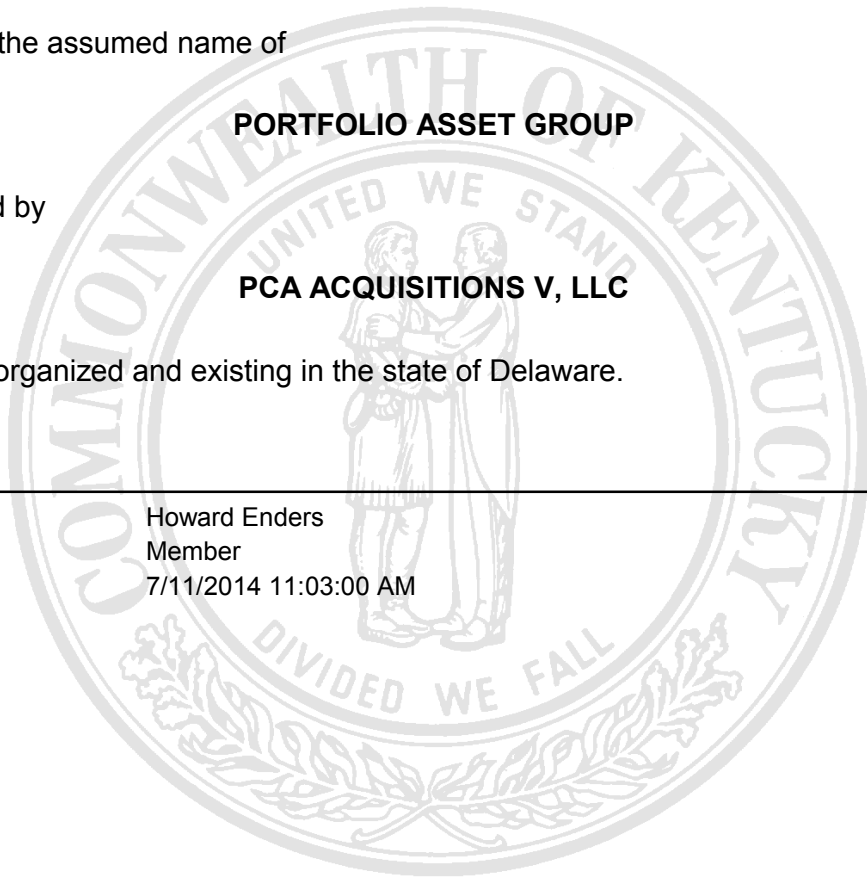 the assumed name of
PORTFOLIO ASSET GROUP
d by
PCA ACQUISITIONS V, LLC
organized and existing in the state of Delaware.
Howard Enders
Member
7/11/2014 11:03:00 AM
COMMONWEALTH OF KENTUCKY
UNITED WE STAND
DIVIDED WE FALL